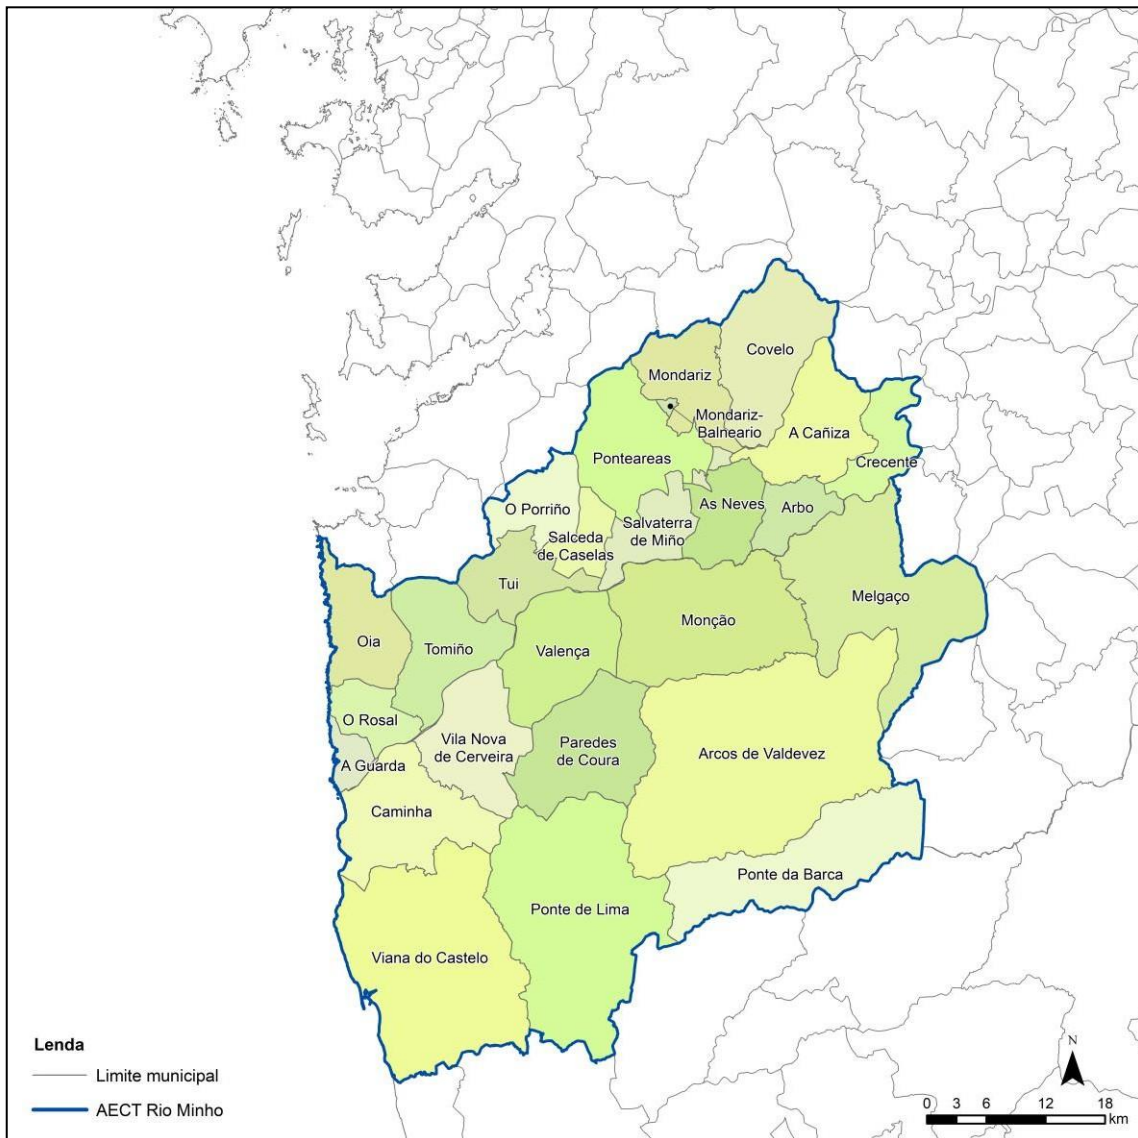 Covelo
Mondariz
Mondariz-
Balneario
A Cañiza
Ponteareas
Crecente
O Porriño
As Neves
Arbo
Salceda
de Caselas
Salvaterra
de Miño
Tui
Melgaço
Oia
Tomiño
Valença
Monção
O Rosal
Vila Nova
de Cerveira
Paredes
de Coura
Arcos de Valdevez
A Guarda
Caminha
Ponte da Barca
Ponte de Lima
Viana do Castelo
Lenda
Limite municipal
AECT Rio Minho
N
0 3 6 12 18
km